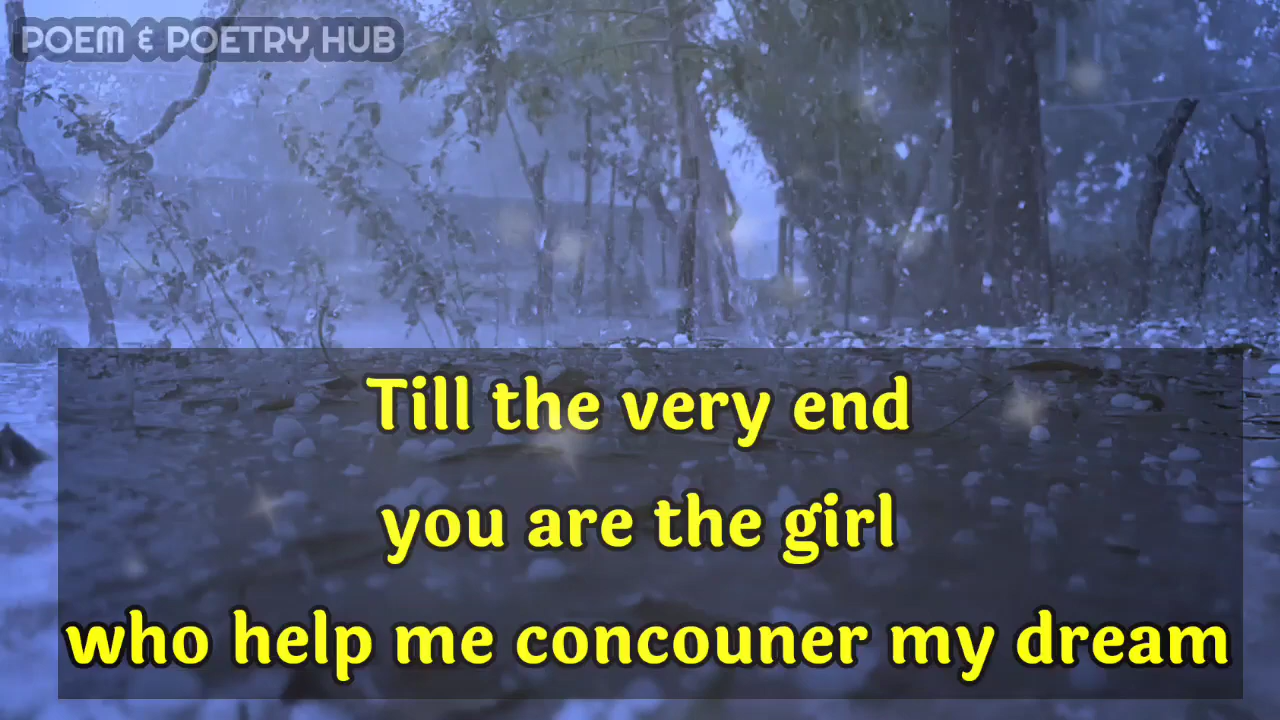 POEM & POETRY HUB
Till the very end
you are the girl
who help me concouner my dream